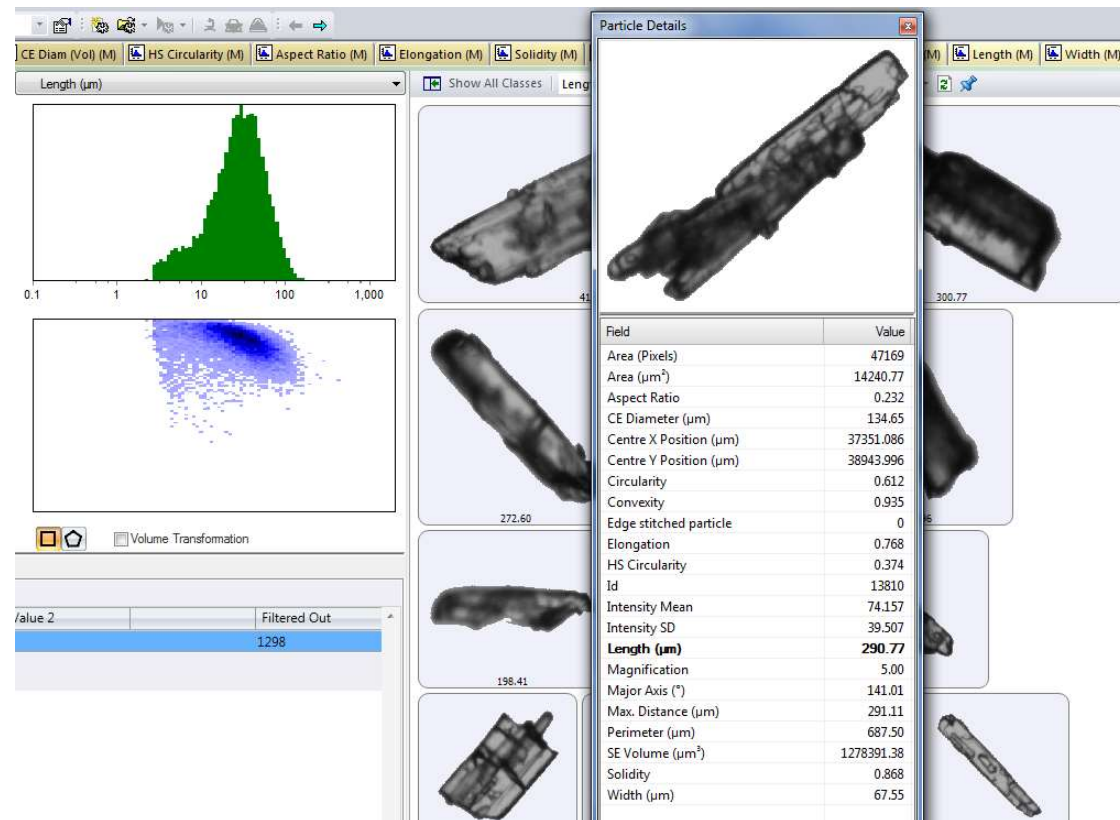 Particle Details
CE Diam (Vol) (M) HS Circularity (M) Aspect Ratio (M) Elongation (M) Solidity (M) (M) Length (M) Width (M)
Length (µm)
Show All Classes Leng
0.1 1 10 100 1,000
Volume Transformation
Value 2 Filtered Out
1298
41
300.77
272.60
96
198.41
Field Value
Area (Pixels) 47169
Area (µm²) 14240.77
Aspect Ratio 0.232
CE Diameter (µm) 134.65
Centre X Position (µm) 37351.086
Centre Y Position (µm) 38943.996
Circularity 0.612
Convexity 0.935
Edge stitched particle 0
Elongation 0.768
HS Circularity 0.374
Id 13810
Intensity Mean 74.157
Intensity SD 39.507
Length (µm) 290.77
Magnification 5.00
Major Axis (°) 141.01
Max. Distance (µm) 291.11
Perimeter (µm) 687.50
SE Volume (µm³) 1278391.38
Solidity 0.868
Width (µm) 67.55